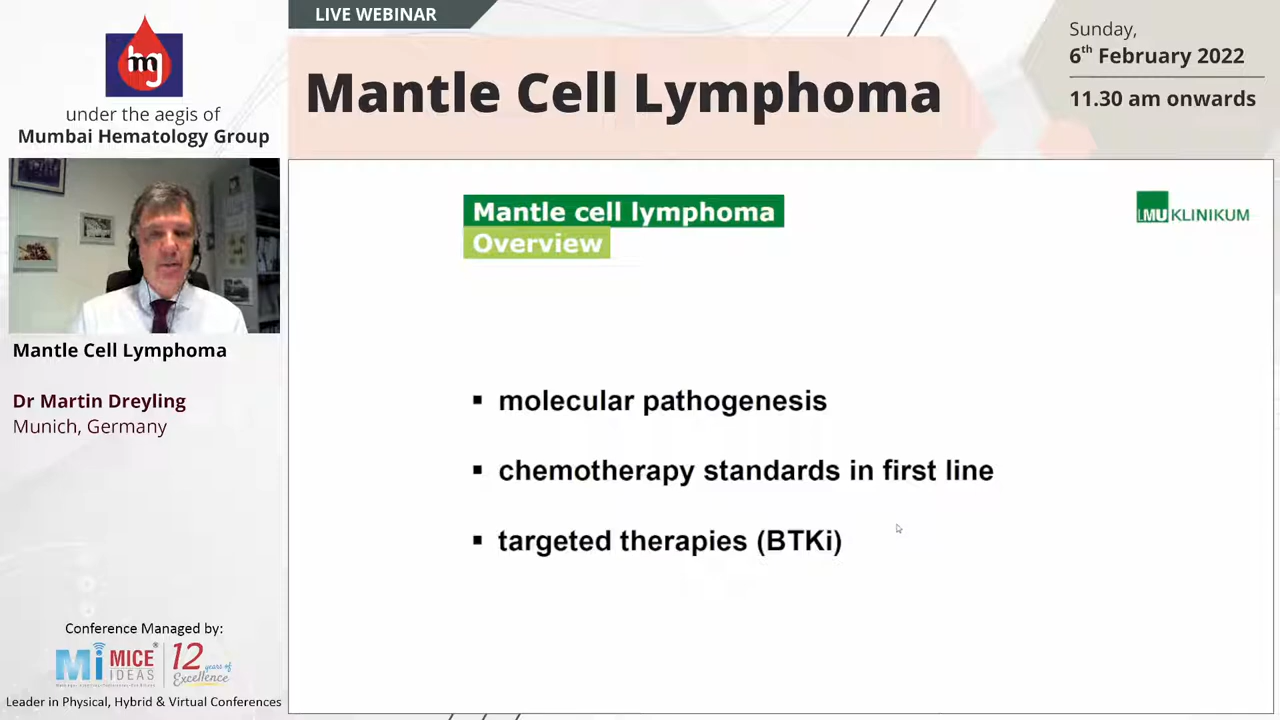 LIVE WEBINAR
Mantle Cell Lymphoma
Sunday,
6th February 2022
11.30 am onwards
mg
under the aegis of
Mumbai Hematology Group
Mantle Cell Lymphoma
Dr Martin Dreyling
Munich, Germany
Conference Managed by:
Mi MICE IDEAS®
12 years of Excellence
Leader in Physical, Hybrid & Virtual Conferences
Mantle cell lymphoma
Overview
LMU KLINIKUM
▪ molecular pathogenesis
▪ chemotherapy standards in first line
▪ targeted therapies (BTKi)